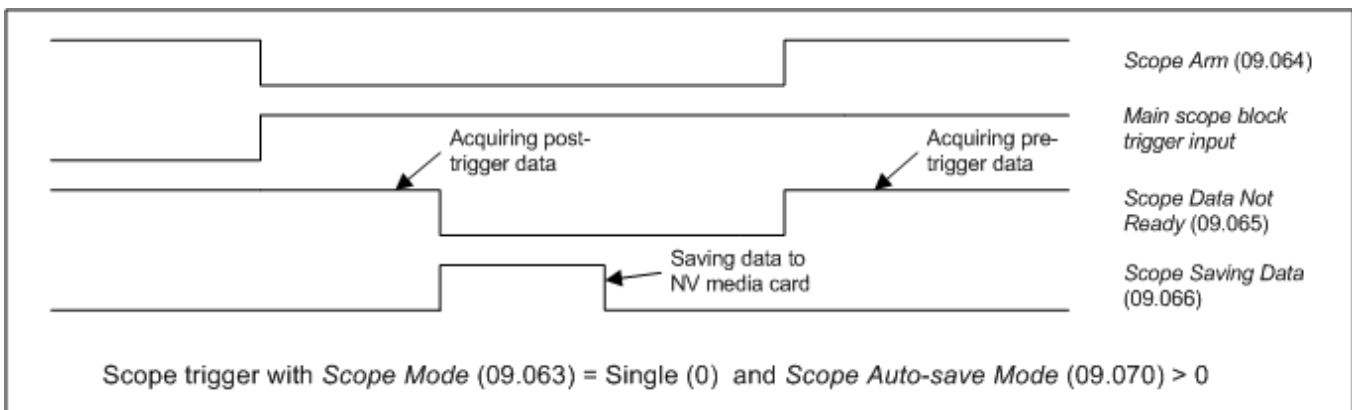 Scope Arm (09.064)
Main scope block
trigger input
Acquiring post-
trigger data
Acquiring pre-
trigger data
Scope Data Not
Ready (09.065)
Saving data to
NV media card
Scope Saving Data
(09.066)
Scope trigger with Scope Mode (09.063) = Single (0) and Scope Auto-save Mode (09.070) > 0